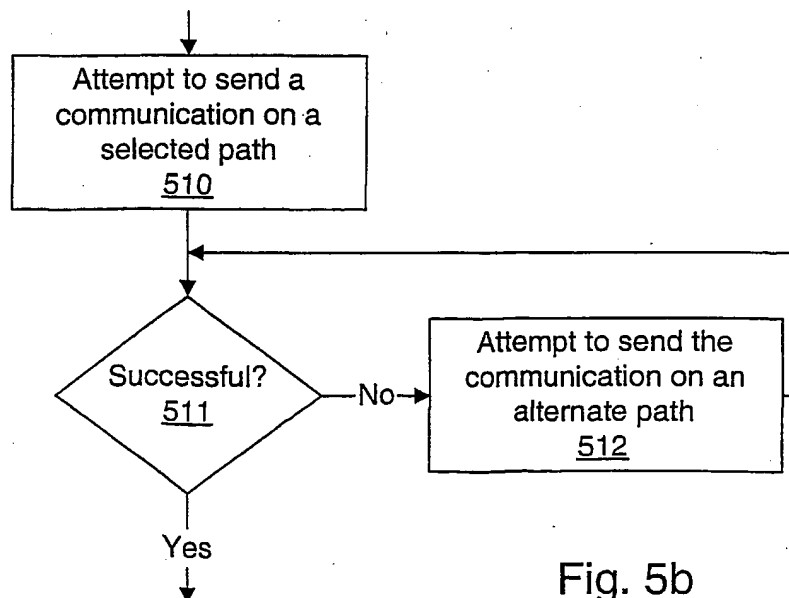 Attempt to send a
communication on a
selected path
510
Successful?
511
No
Attempt to send the
communication on an
alternate path
512
Yes
Fig. 5b